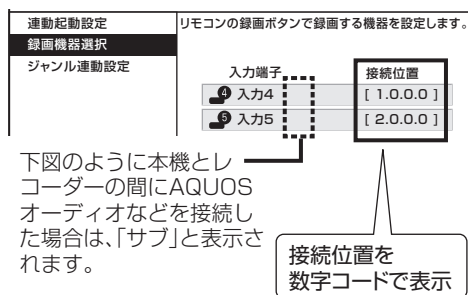 連動起動設定
録画機器選択
ジャンル連動設定
リモコンの録画ボタンで録画する機器を設定します。
入力端子 接続位置
4 入力4 [ 1.0.0.0 ]
5 入力5 [ 2.0.0.0 ]
下図のように本機とレ
コーダーの間にAQUOS
オーディオなどを接続し
た場合は、「サブ」と表示さ
れます。
接続位置を
数字コードで表示